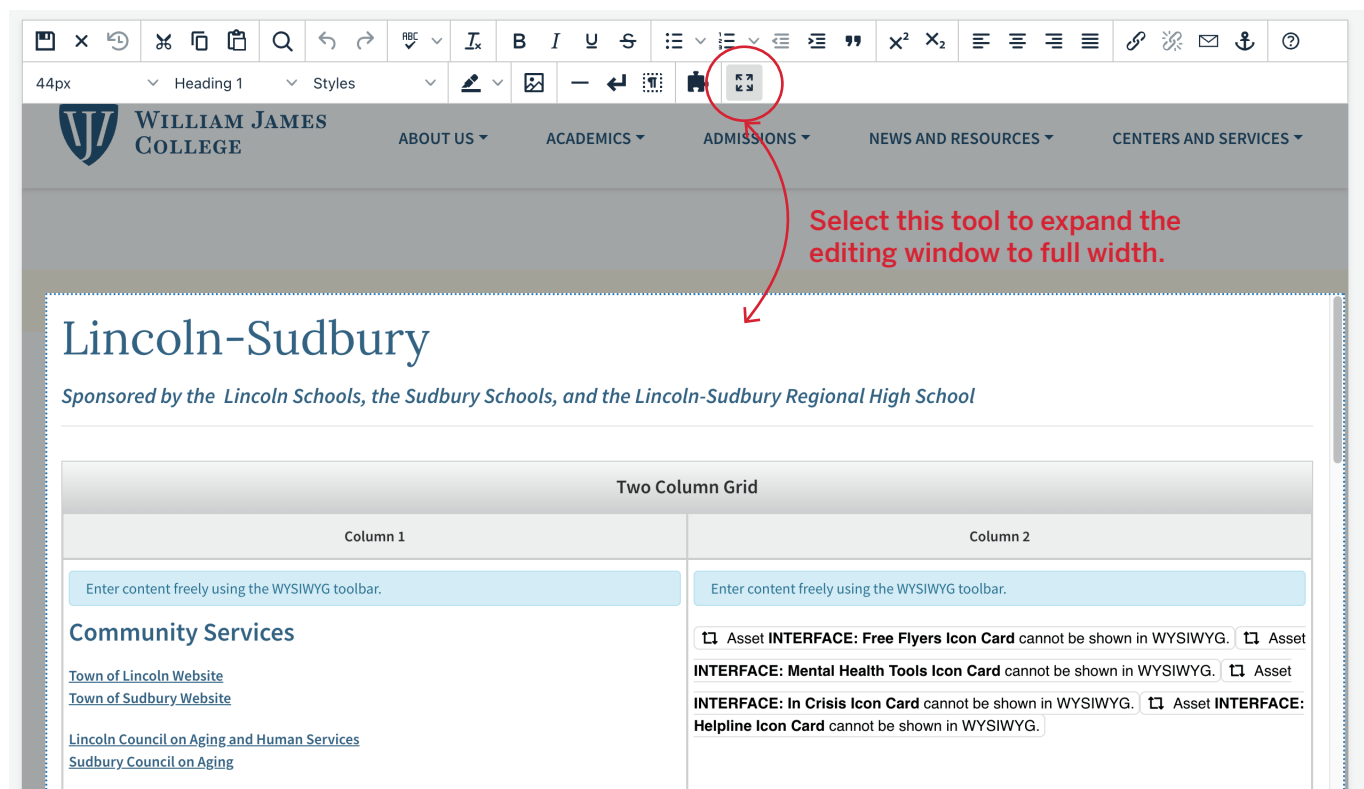 ABC
B I U S
X² X₂
44px Heading 1 Styles
WILLIAM JAMES
COLLEGE
ABOUT US ACADEMICS ADMISSIONS NEWS AND RESOURCES CENTERS AND SERVICES
Select this tool to expand the
editing window to full width.
Lincoln-Sudbury
Sponsored by the Lincoln Schools, the Sudbury Schools, and the Lincoln-Sudbury Regional High School
Two Column Grid
Column 1
Column 2
Enter content freely using the WYSIWYG toolbar.
Community Services
Town of Lincoln Website
Town of Sudbury Website
Lincoln Council on Aging and Human Services
Sudbury Council on Aging
Enter content freely using the WYSIWYG toolbar.
Asset INTERFACE: Free Flyers Icon Card cannot be shown in WYSIWYG. Asset
INTERFACE: Mental Health Tools Icon Card cannot be shown in WYSIWYG. Asset
INTERFACE: In Crisis Icon Card cannot be shown in WYSIWYG. Asset INTERFACE:
Helpline Icon Card cannot be shown in WYSIWYG.